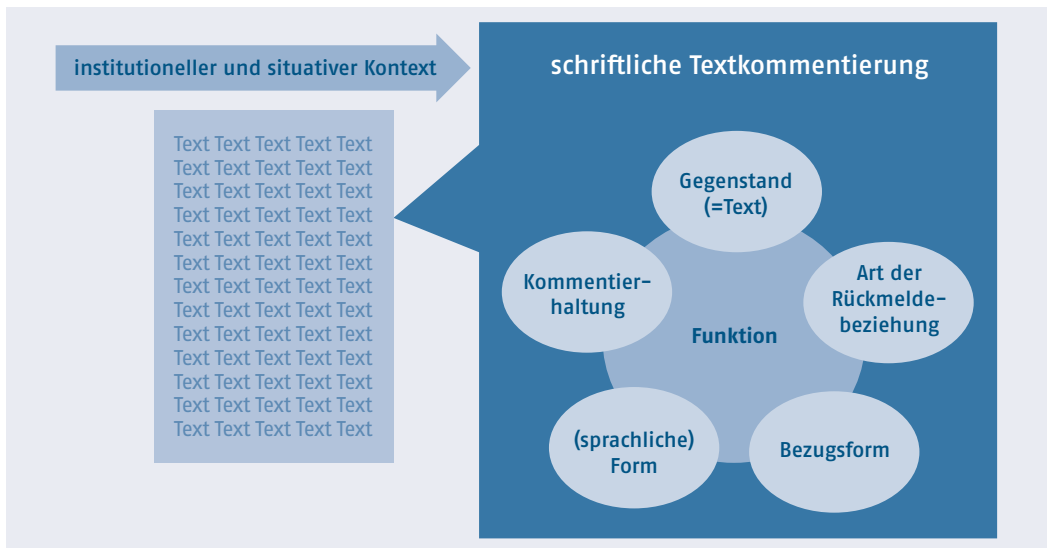 institutioneller und situativer Kontext
Text Text Text Text Text
Text Text Text Text Text
Text Text Text Text Text
Text Text Text Text Text
Text Text Text Text Text
Text Text Text Text Text
Text Text Text Text Text
Text Text Text Text Text
Text Text Text Text Text
Text Text Text Text Text
Text Text Text Text Text
Text Text Text Text Text
Text Text Text Text Text
schriftliche Textkommentierung
Gegenstand
(=Text)
Kommentier-
haltung
Art der
Rückmelde-
beziehung
Funktion
(sprachliche)
Form
Bezugsform